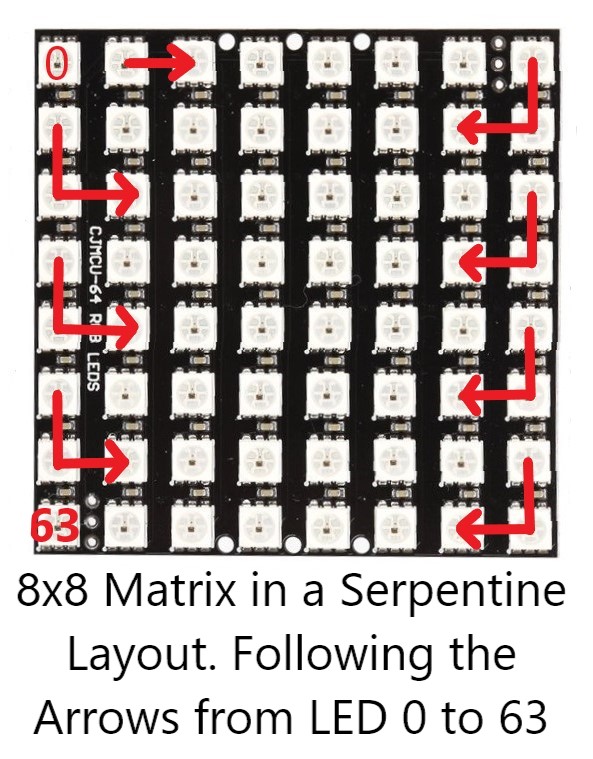 0
CJMCU-64 RGB LEDS
63
8x8 Matrix in a Serpentine
Layout. Following the
Arrows from LED 0 to 63